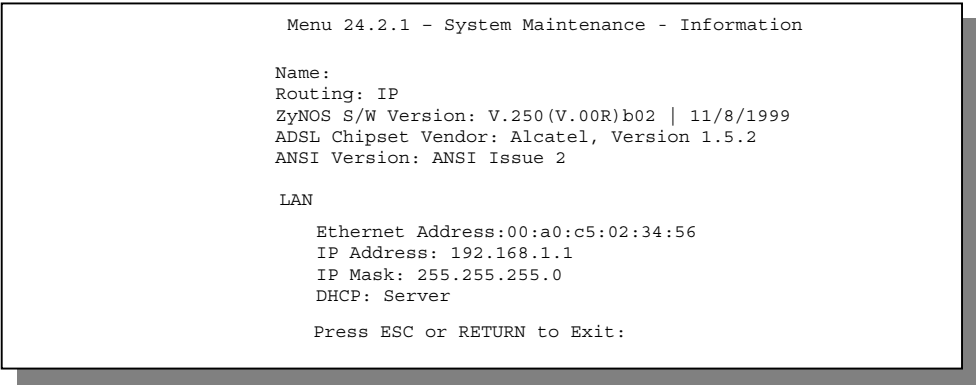 Menu 24.2.1 – System Maintenance - Information
Name:
Routing: IP
ZyNOS S/W Version: V.250(V.00R)b02 | 11/8/1999
ADSL Chipset Vendor: Alcatel, Version 1.5.2
ANSI Version: ANSI Issue 2
LAN
Ethernet Address:00:a0:c5:02:34:56
IP Address: 192.168.1.1
IP Mask: 255.255.255.0
DHCP: Server
Press ESC or RETURN to Exit: